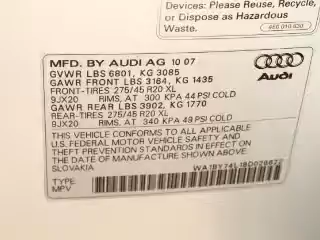 Devices. Please Reuse, Recycle,
or Dispose as Hazardous
Waste.
4E0 010 530
MFD. BY AUDI AG 10 07
GVWR LBS 6801, KG 3085
GAWR FRONT LBS 3164, KG 1435
FRONT-TIRES 275/45 R20 XL
9JX20 RIMS, AT 300 KPA 44 PSI COLD
GAWR REAR LBS 3902, KG 1770
REAR-TIRES 275/45 R20 XL
9JX20 RIMS, AT 340 KPA 49 PSI COLD
Audi
THIS VEHICLE CONFORMS TO ALL APPLICABLE
U.S. FEDERAL MOTOR VEHICLE SAFETY AND
THEFT PREVENTION STANDARDS IN EFFECT ON
THE DATE OF MANUFACTURE SHOWN ABOVE.
SLOVAKIA
TYPE:
MPV